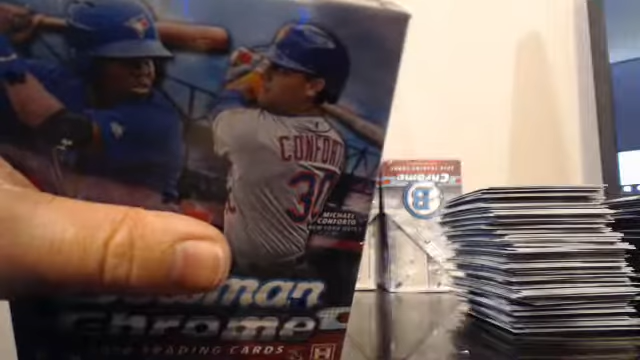 CONFORTO
30
MICHAEL
CONFORTO
NEW YORK METS
Bowman
Chrome
TRADING CARDS
H
Chrome
B